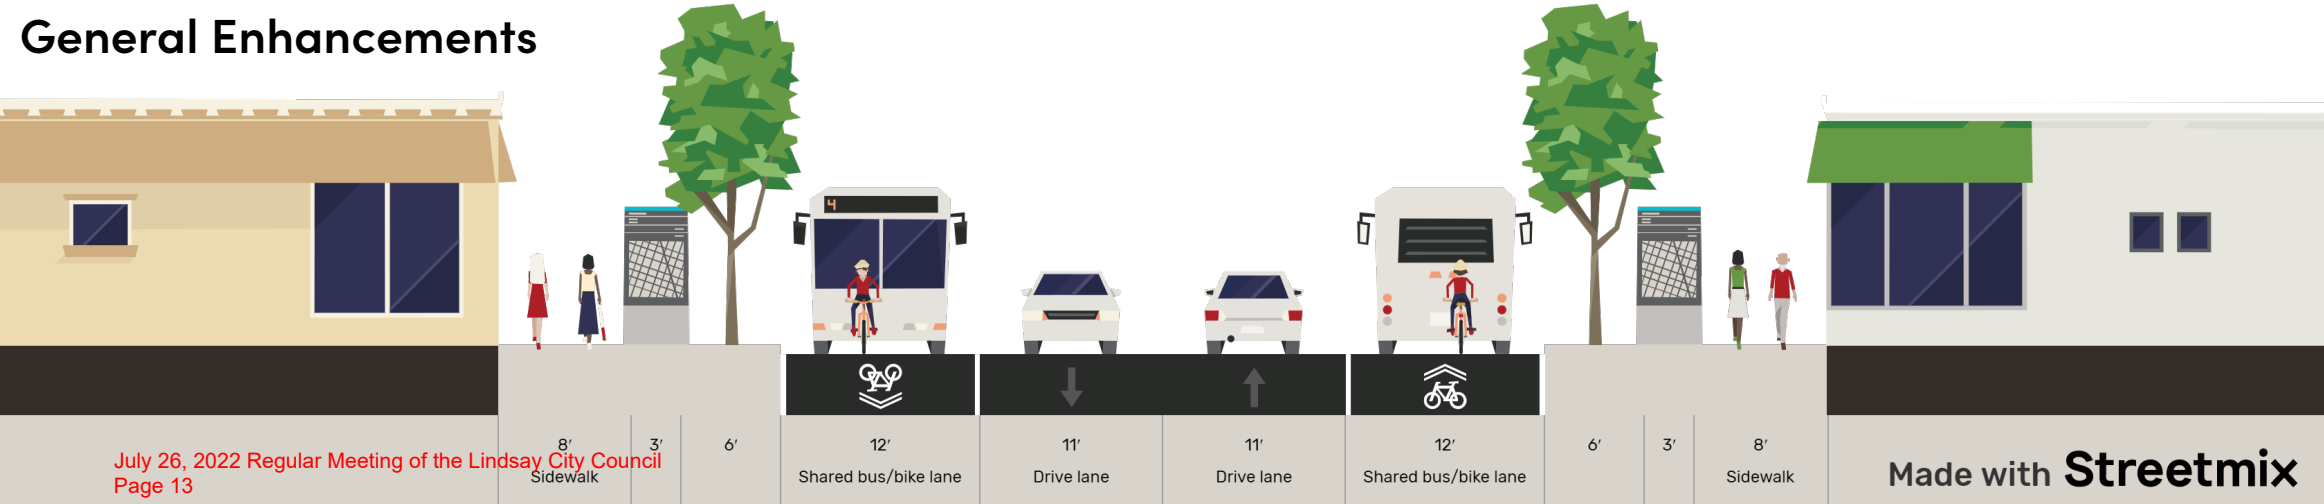 General Enhancements
4
8' 3' 6' 12' 11' 11' 12' 6' 3' 8'
Sidewalk Shared bus/bike lane Drive lane Drive lane Shared bus/bike lane Sidewalk
July 26, 2022 Regular Meeting of the Lindsay City Council
Page 13
Made with Streetmix